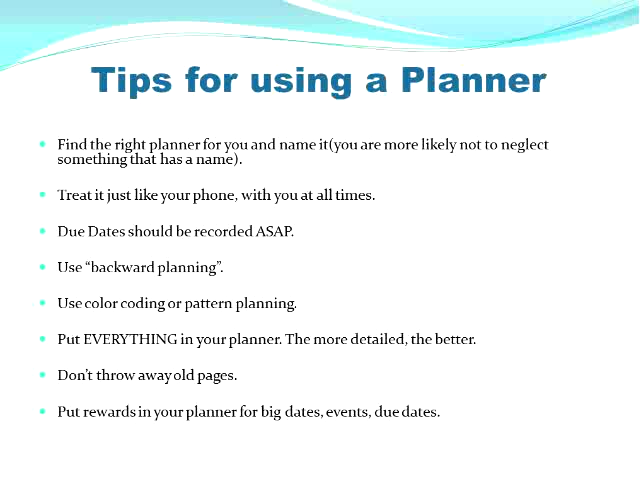 Tips for using a Planner
Find the right planner for you and name it(you are more likely not to neglect
something that has a name).
Treat it just like your phone, with you at all times.
Due Dates should be recorded ASAP.
Use “backward planning”.
Use color coding or pattern planning.
Put EVERYTHING in your planner. The more detailed, the better.
Don’t throw away old pages.
Put rewards in your planner for big dates, events, due dates.